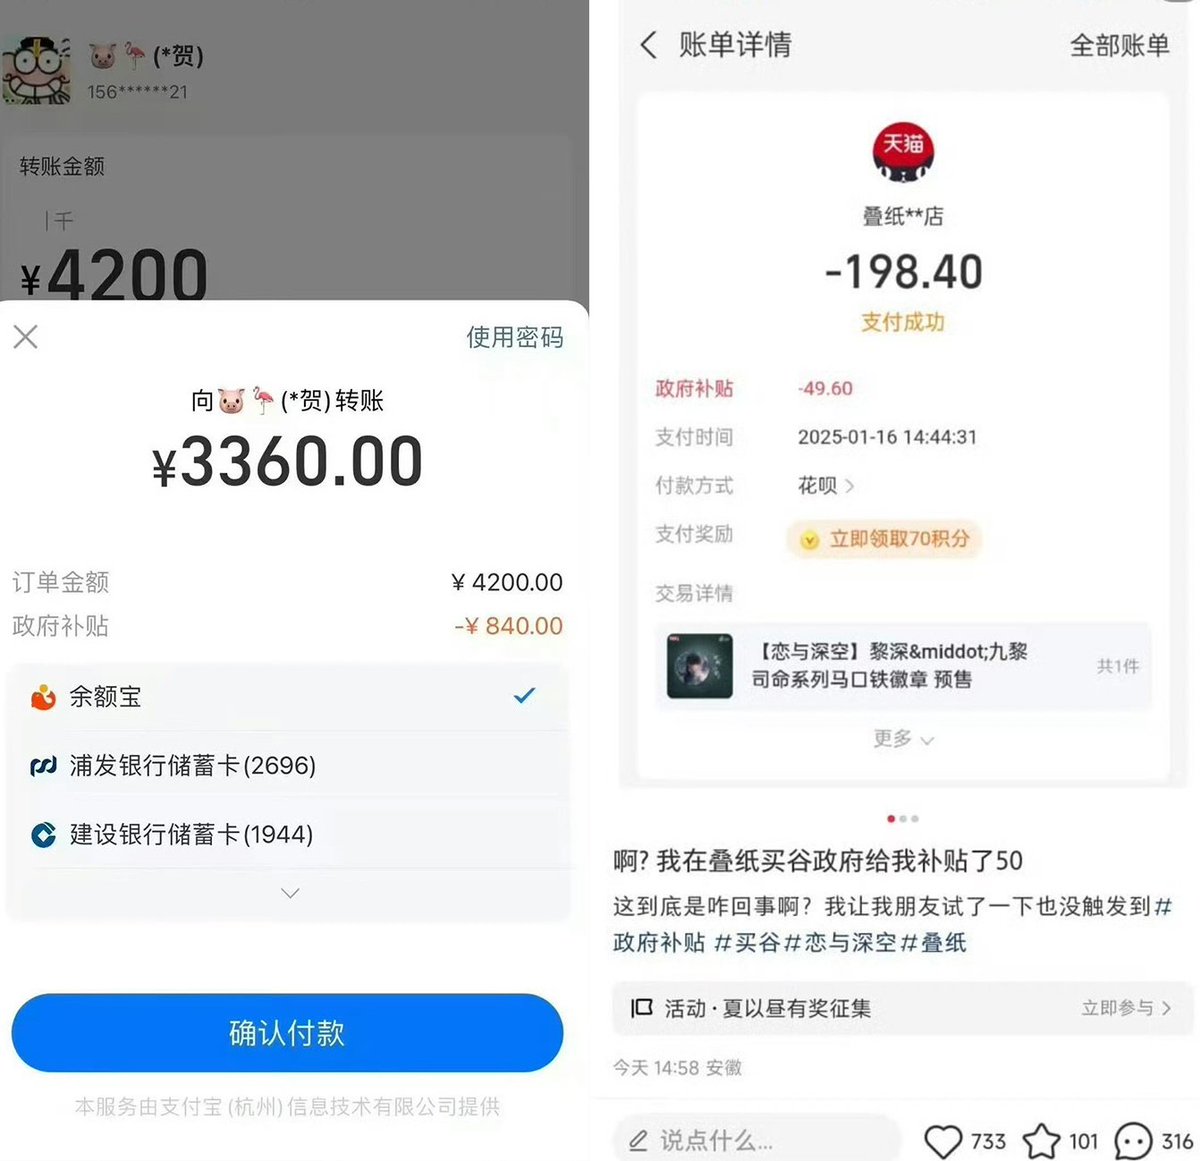 (*贺)
156******21
转账金额
千
¥4200
使用密码
向(*贺)转账
¥3360.00
订单金额 ¥ 4200.00
政府补贴 -¥ 840.00
余额宝
浦发银行储蓄卡(2696)
建设银行储蓄卡(1944)
确认付款
本服务由支付宝(杭州)信息技术有限公司提供
账单详情 全部账单
天猫
叠纸**店
-198.40
支付成功
政府补贴 -49.60
支付时间 2025-01-16 14:44:31
付款方式 花呗
支付奖励 立即领取70积分
交易详情
【恋与深空】黎深&middot;九黎
司命系列马口铁徽章 预售
共1件
更多
啊? 我在叠纸买谷政府给我补贴了50
这到底是咋回事啊? 我让我朋友试了一下也没触发到#
政府补贴 #买谷#恋与深空#叠纸
活动 · 夏以昼有奖征集 立即参与
今天 14:58 安徽
说点什么... 733 101 316